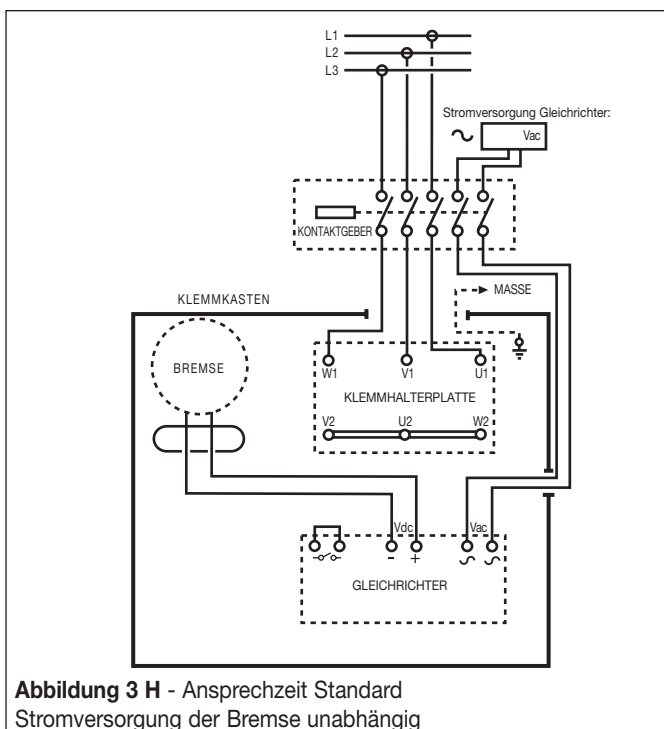 L1
L2
L3
Stromversorgung Gleichrichter:
Vac
KONTAKTGEBER
MASSE
KLEMMKASTEN
BREMSE
W1 V1 U1
KLEMMHALTERPLATTE
V2 U2 W2
Vdc Vac
- +
GLEICHRICHTER
Abbildung 3 H - Ansprechzeit Standard
Stromversorgung der Bremse unabhängig